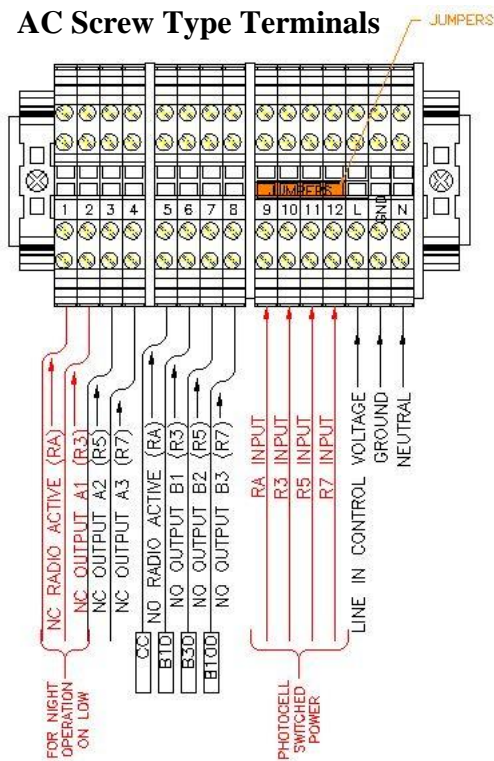 AC Screw Type Terminals
JUMPERS
JUMPERS
1 2 3 4 5 6 7 8 9 10 11 12 L GND N
NC RADIO ACTIVE (RA)
NC OUTPUT A1 (R3)
NC OUTPUT A2 (R5)
NC OUTPUT A3 (R7)
NO RADIO ACTIVE (RA)
NO OUTPUT B1 (R3)
NO OUTPUT B2 (R5)
NO OUTPUT B3 (R7)
RA INPUT
R3 INPUT
R5 INPUT
R7 INPUT
LINE IN CONTROL VOLTAGE
GROUND
NEUTRAL
CC
B10
B30
B100
FOR NIGHT
OPERATION
ON LOW
PHOTOCELL
SWITCHED
POWER